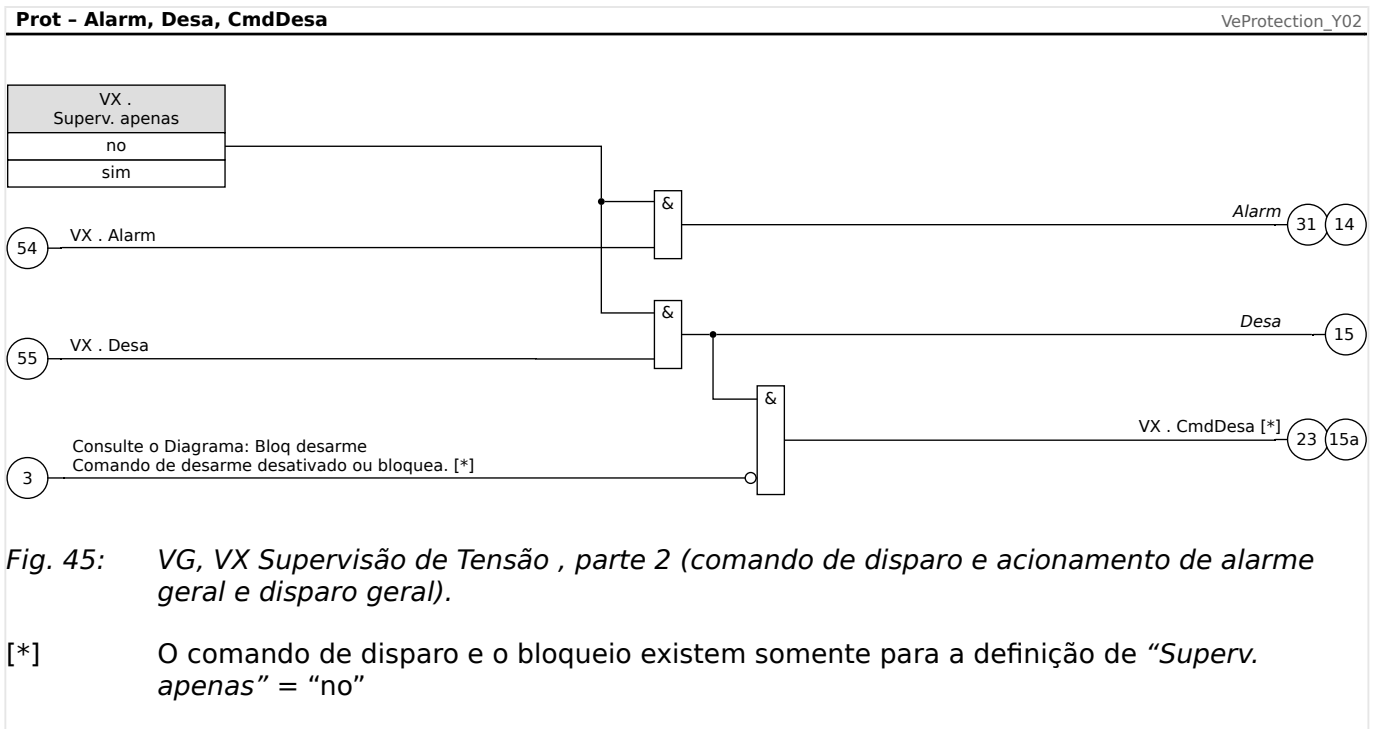 Prot – Alarm, Desa, CmdDesa
VeProtection_Y02
VX .
Superv. apenas
no
sim
&
Alarm
31
14
54
VX . Alarm
&
Desa
15
55
VX . Desa
&
VX . CmdDesa [*]
23
15a
Consulte o Diagrama: Bloq desarme
Comando de desarme desativado ou bloquea. [*]
3
Fig. 45: VG, VX Supervisão de Tensão , parte 2 (comando de disparo e acionamento de alarme
geral e disparo geral).
[*] O comando de disparo e o bloqueio existem somente para a definição de “Superv.
apenas” = “no”